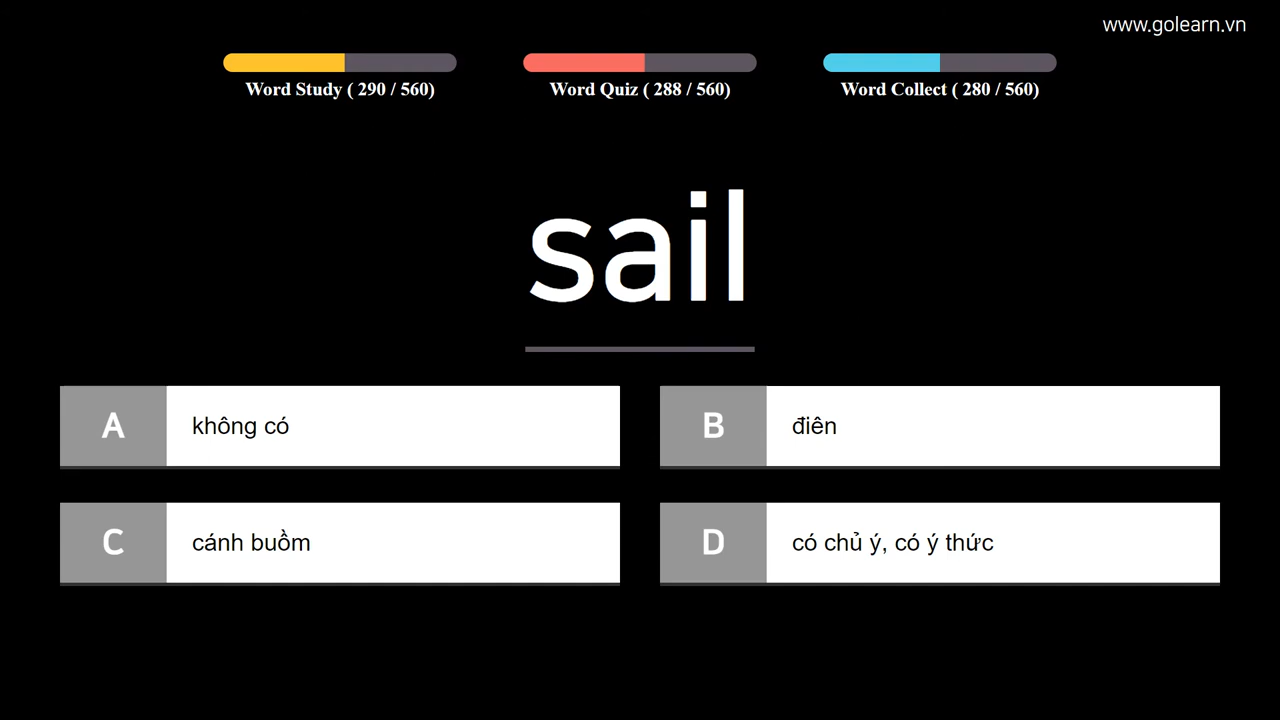 www.golearn.vn
Word Study ( 290 / 560)
Word Quiz ( 288 / 560)
Word Collect ( 280 / 560)
sail
A không có
B điên
C cánh buồm
D có chủ ý, có ý thức